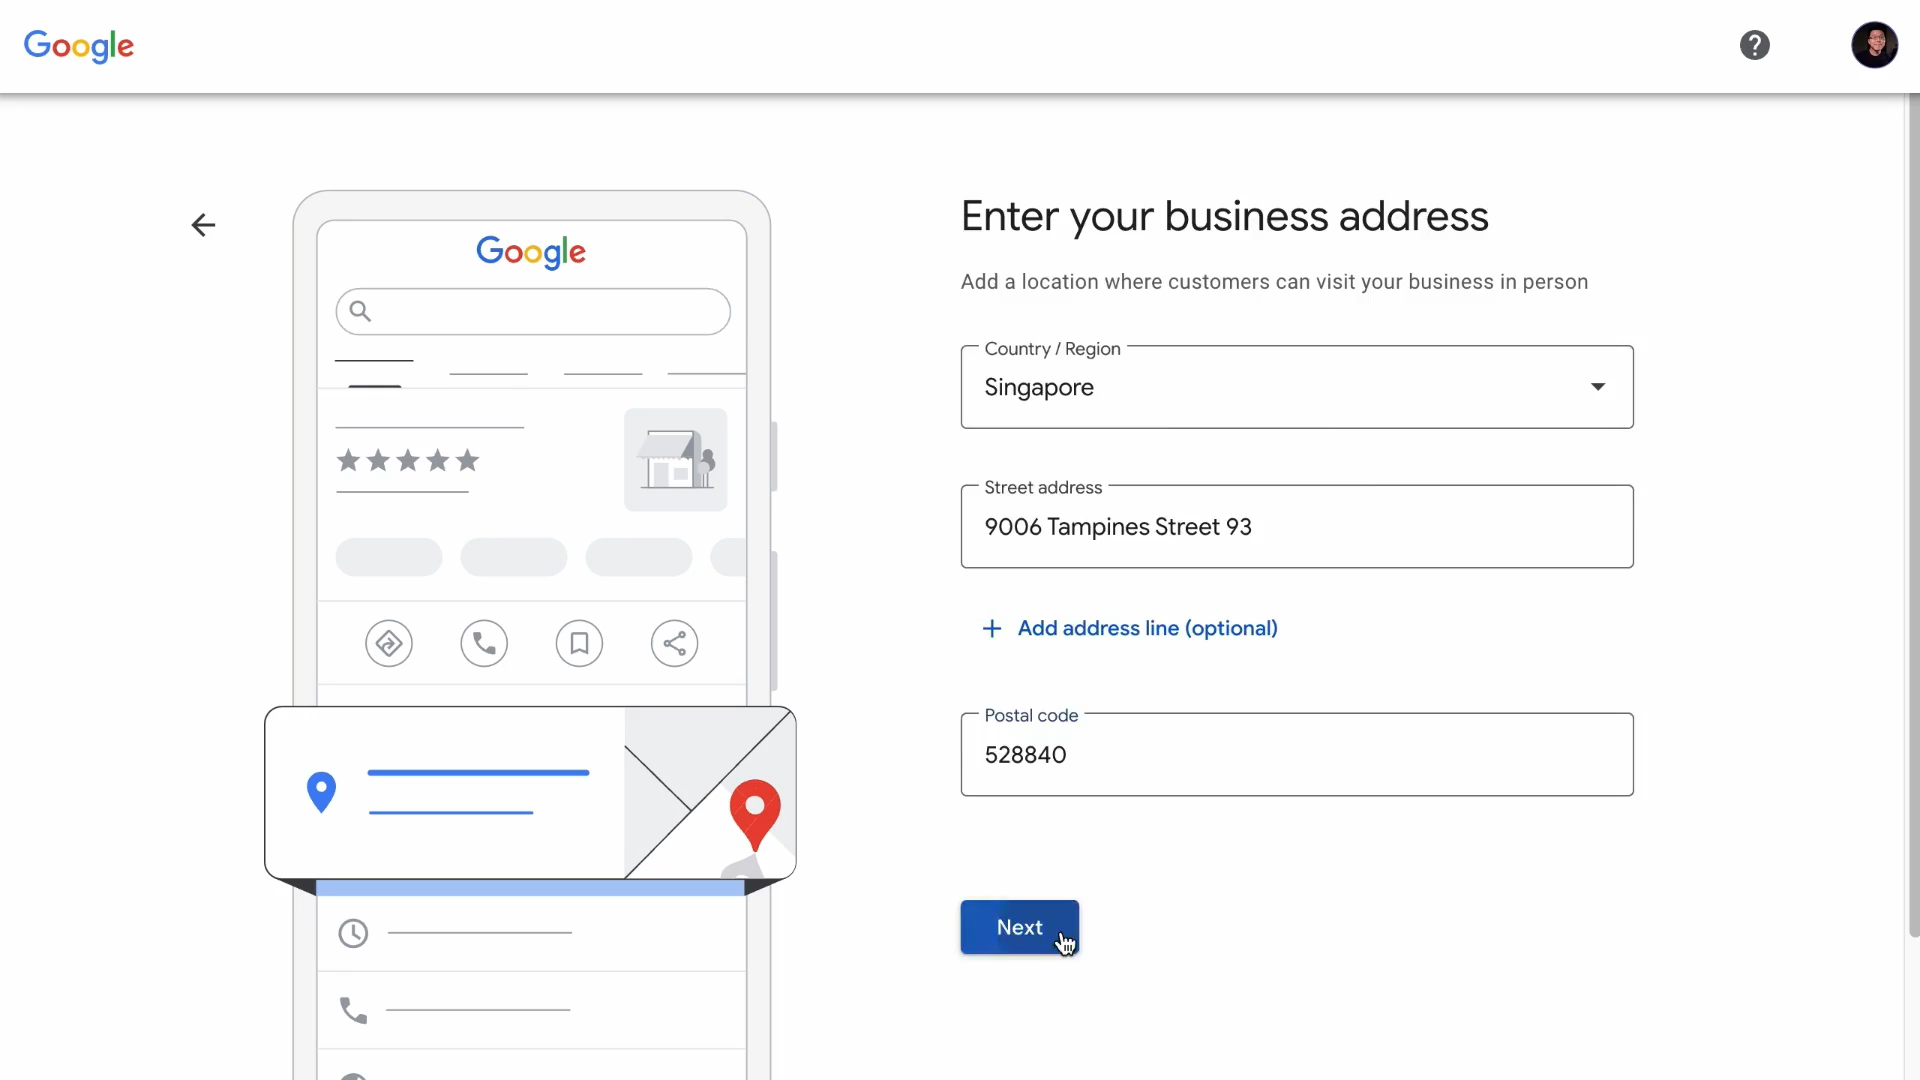 Google
Google
Enter your business address
Add a location where customers can visit your business in person
Country / Region
Singapore
Street address
9006 Tampines Street 93
+ Add address line (optional)
Postal code
528840
Next